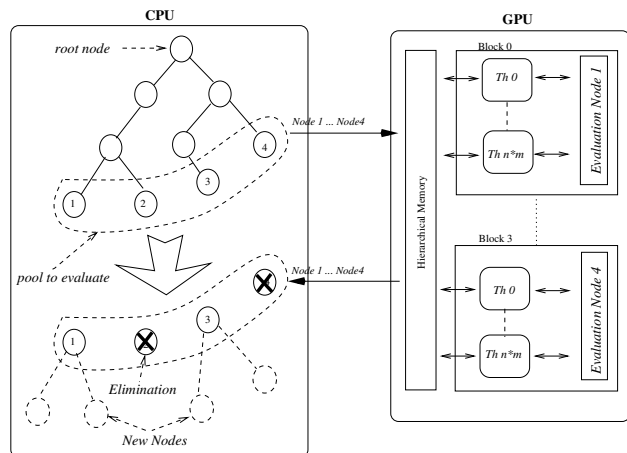 CPU
root node
4
3
1
2
pool to evaluate
Node 1 ... Node4
Node 1 ... Node4
1
3
Elimination
New Nodes
GPU
Hierarchical Memory
Block 0
Th 0
Th n*m
Evaluation Node 1
Block 3
Th 0
Th n*m
Evaluation Node 4